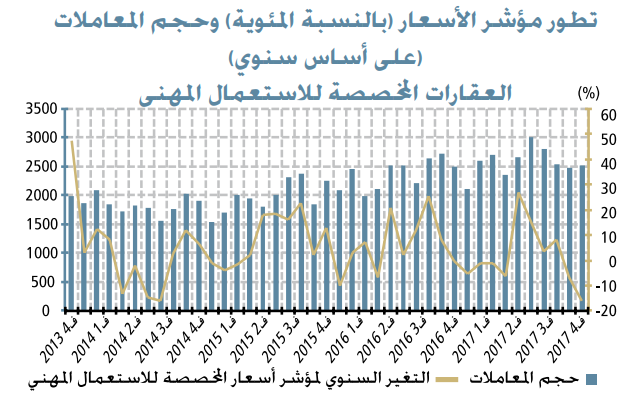 تطور مؤشر الأسعار (بالنسبة المئوية) وحجم المعاملات
(على أساس سنوي)
العقارات المخصصة للاستعمال المهني
(%)
3500
3000
2500
2000
1500
1000
500
0
60
50
40
30
20
10
0
-10
-20
ف4 2013
ف1 2014
ف2 2014
ف3 2014
ف4 2014
ف1 2015
ف2 2015
ف3 2015
ف4 2015
ف1 2016
ف2 2016
ف3 2016
ف4 2016
ف1 2017
ف2 2017
ف3 2017
ف4 2017
حجم المعاملات
التغير السنوي لمؤشر أسعار المخصصة للاستعمال المهني